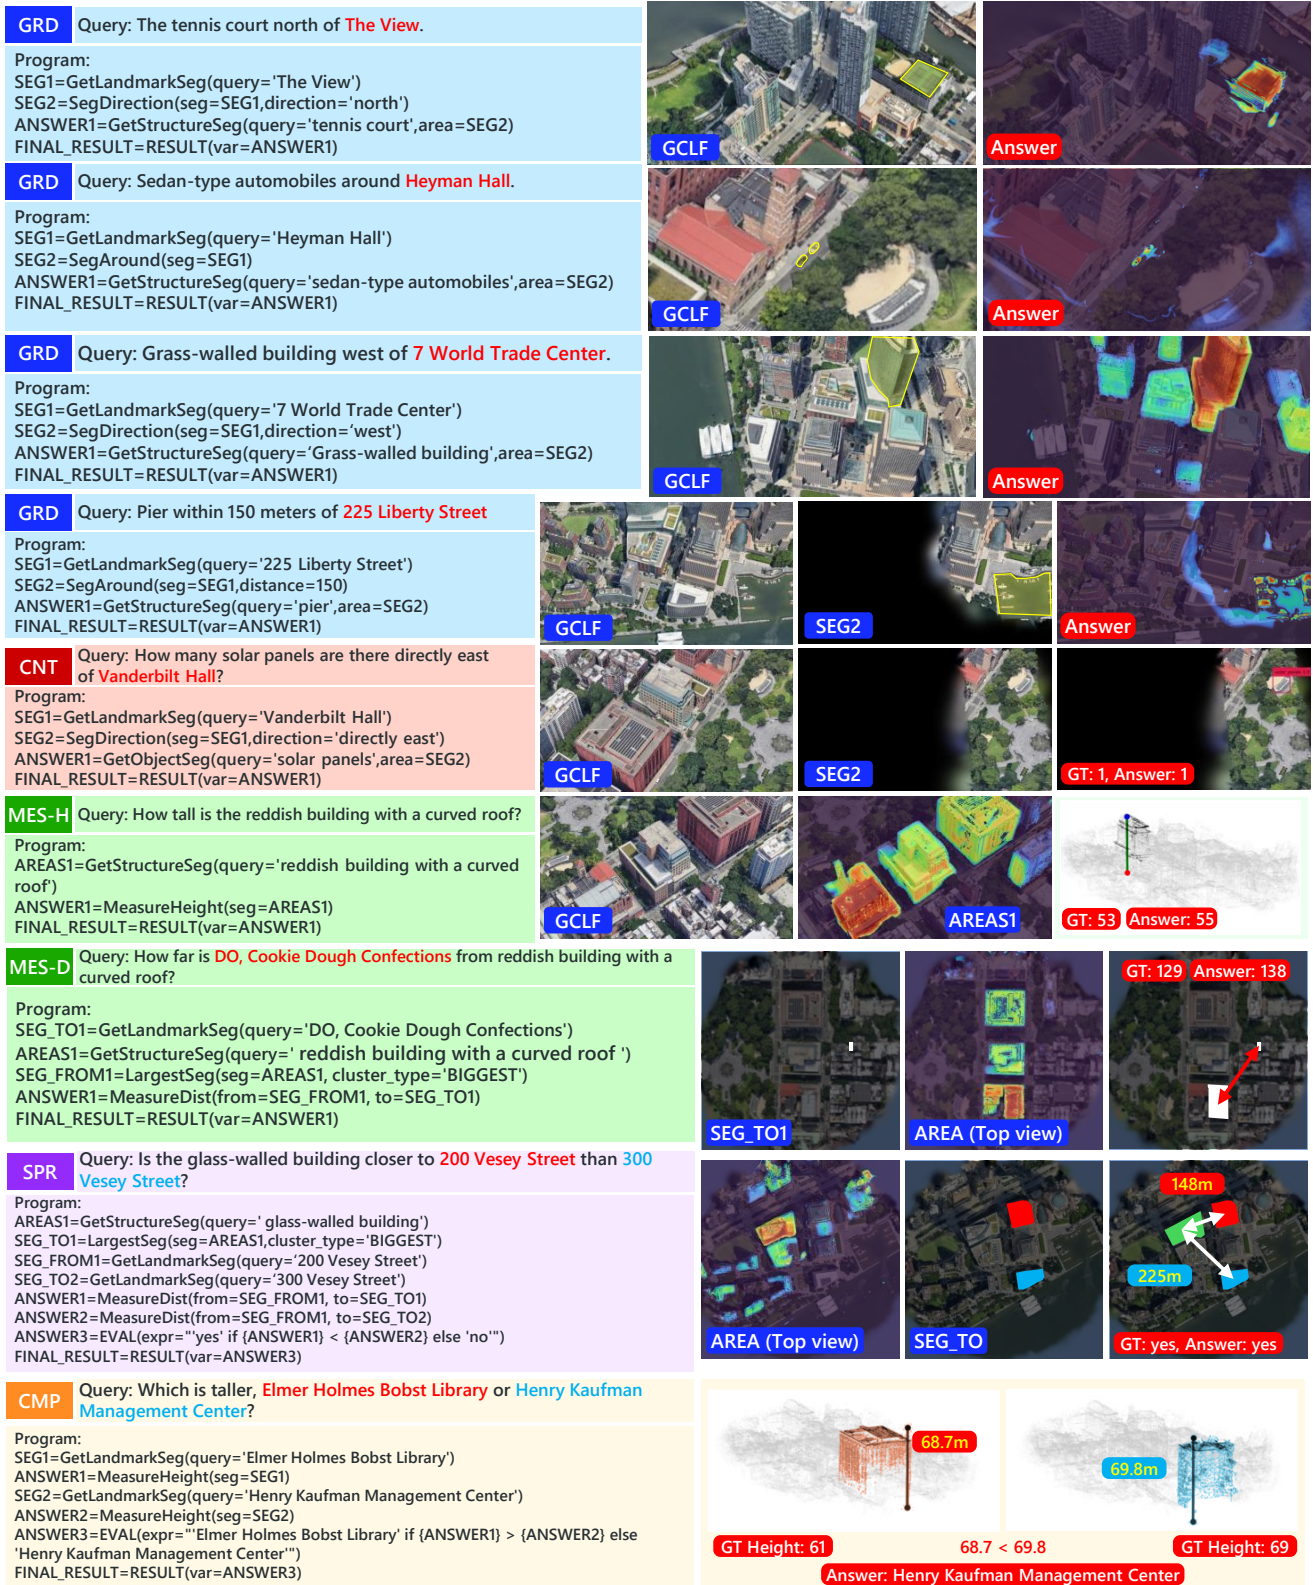 GRD
Query: The tennis court north of The View.
Program:
SEG1=GetLandmarkSeg(query='The View')
SEG2=SegDirection(seg=SEG1,direction='north')
ANSWER1=GetStructureSeg(query='tennis court',area=SEG2)
FINAL_RESULT=RESULT(var=ANSWER1)
GCLF
Answer
GRD
Query: Sedan-type automobiles around Heyman Hall.
Program:
SEG1=GetLandmarkSeg(query='Heyman Hall')
SEG2=SegAround(seg=SEG1)
ANSWER1=GetStructureSeg(query='sedan-type automobiles',area=SEG2)
FINAL_RESULT=RESULT(var=ANSWER1)
GCLF
Answer
GRD
Query: Grass-walled building west of 7 World Trade Center.
Program:
SEG1=GetLandmarkSeg(query='7 World Trade Center')
SEG2=SegDirection(seg=SEG1,direction='west')
ANSWER1=GetStructureSeg(query='Grass-walled building',area=SEG2)
FINAL_RESULT=RESULT(var=ANSWER1)
GCLF
Answer
GRD
Query: Pier within 150 meters of 225 Liberty Street
Program:
SEG1=GetLandmarkSeg(query='225 Liberty Street')
SEG2=SegAround(seg=SEG1,distance=150)
ANSWER1=GetStructureSeg(query='pier',area=SEG2)
FINAL_RESULT=RESULT(var=ANSWER1)
GCLF
SEG2
Answer
CNT
Query: How many solar panels are there directly east
of Vanderbilt Hall?
Program:
SEG1=GetLandmarkSeg(query='Vanderbilt Hall')
SEG2=SegDirection(seg=SEG1,direction='directly east')
ANSWER1=GetObjectSeg(query='solar panels',area=SEG2)
FINAL_RESULT=RESULT(var=ANSWER1)
GCLF
SEG2
GT: 1, Answer: 1
MES-H
Query: How tall is the reddish building with a curved roof?
Program:
AREAS1=GetStructureSeg(query='reddish building with a curved
roof')
ANSWER1=MeasureHeight(seg=AREAS1)
FINAL_RESULT=RESULT(var=ANSWER1)
GCLF
AREAS1
GT: 53
Answer: 55
MES-D
Query: How far is DO, Cookie Dough Confections from reddish building with a
curved roof?
Program:
SEG_TO1=GetLandmarkSeg(query='DO, Cookie Dough Confections')
AREAS1=GetStructureSeg(query=' reddish building with a curved roof ')
SEG_FROM1=LargestSeg(seg=AREAS1, cluster_type='BIGGEST')
ANSWER1=MeasureDist(from=SEG_FROM1, to=SEG_TO1)
FINAL_RESULT=RESULT(var=ANSWER1)
SEG_TO1
AREA (Top view)
GT: 129 Answer: 138
SPR
Query: Is the glass-walled building closer to 200 Vesey Street than 300
Vesey Street?
Program:
AREAS1=GetStructureSeg(query=' glass-walled building')
SEG_TO1=LargestSeg(seg=AREAS1,cluster_type='BIGGEST')
SEG_FROM1=GetLandmarkSeg(query='200 Vesey Street')
SEG_TO2=GetLandmarkSeg(query='300 Vesey Street')
ANSWER1=MeasureDist(from=SEG_FROM1, to=SEG_TO1)
ANSWER2=MeasureDist(from=SEG_FROM1, to=SEG_TO2)
ANSWER3=EVAL(expr="'yes' if {ANSWER1} < {ANSWER2} else 'no'")
FINAL_RESULT=RESULT(var=ANSWER3)
AREA (Top view)
SEG_TO
148m
225m
GT: yes, Answer: yes
CMP
Query: Which is taller, Elmer Holmes Bobst Library or Henry Kaufman
Management Center?
Program:
SEG1=GetLandmarkSeg(query='Elmer Holmes Bobst Library')
ANSWER1=MeasureHeight(seg=SEG1)
SEG2=GetLandmarkSeg(query='Henry Kaufman Management Center')
ANSWER2=MeasureHeight(seg=SEG2)
ANSWER3=EVAL(expr="'Elmer Holmes Bobst Library' if {ANSWER1} > {ANSWER2} else
'Henry Kaufman Management Center'")
FINAL_RESULT=RESULT(var=ANSWER3)
68.7m
69.8m
GT Height: 61
68.7 < 69.8
GT Height: 69
Answer: Henry Kaufman Management Center